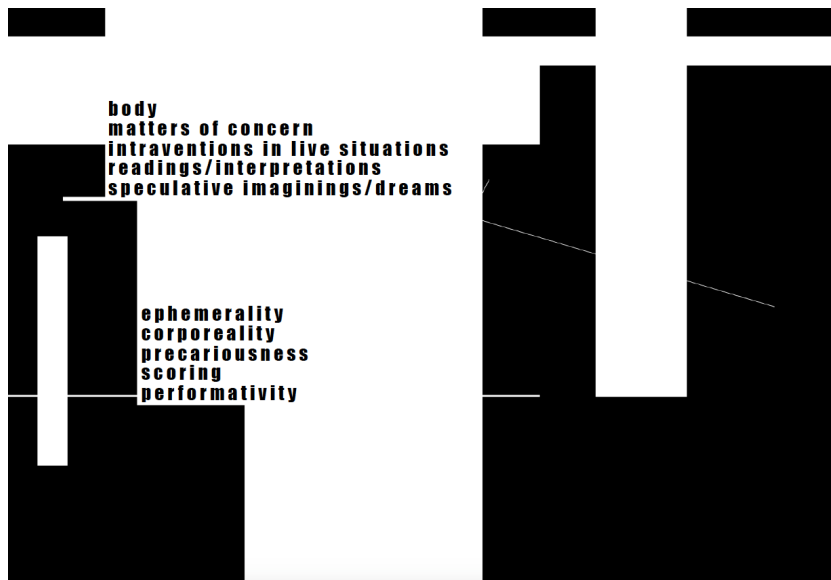 body
matters of concern
intraventions in live situations
readings/interpretations
speculative imaginings/dreams
ephemerality
corporeality
precariousness
scoring
performativity